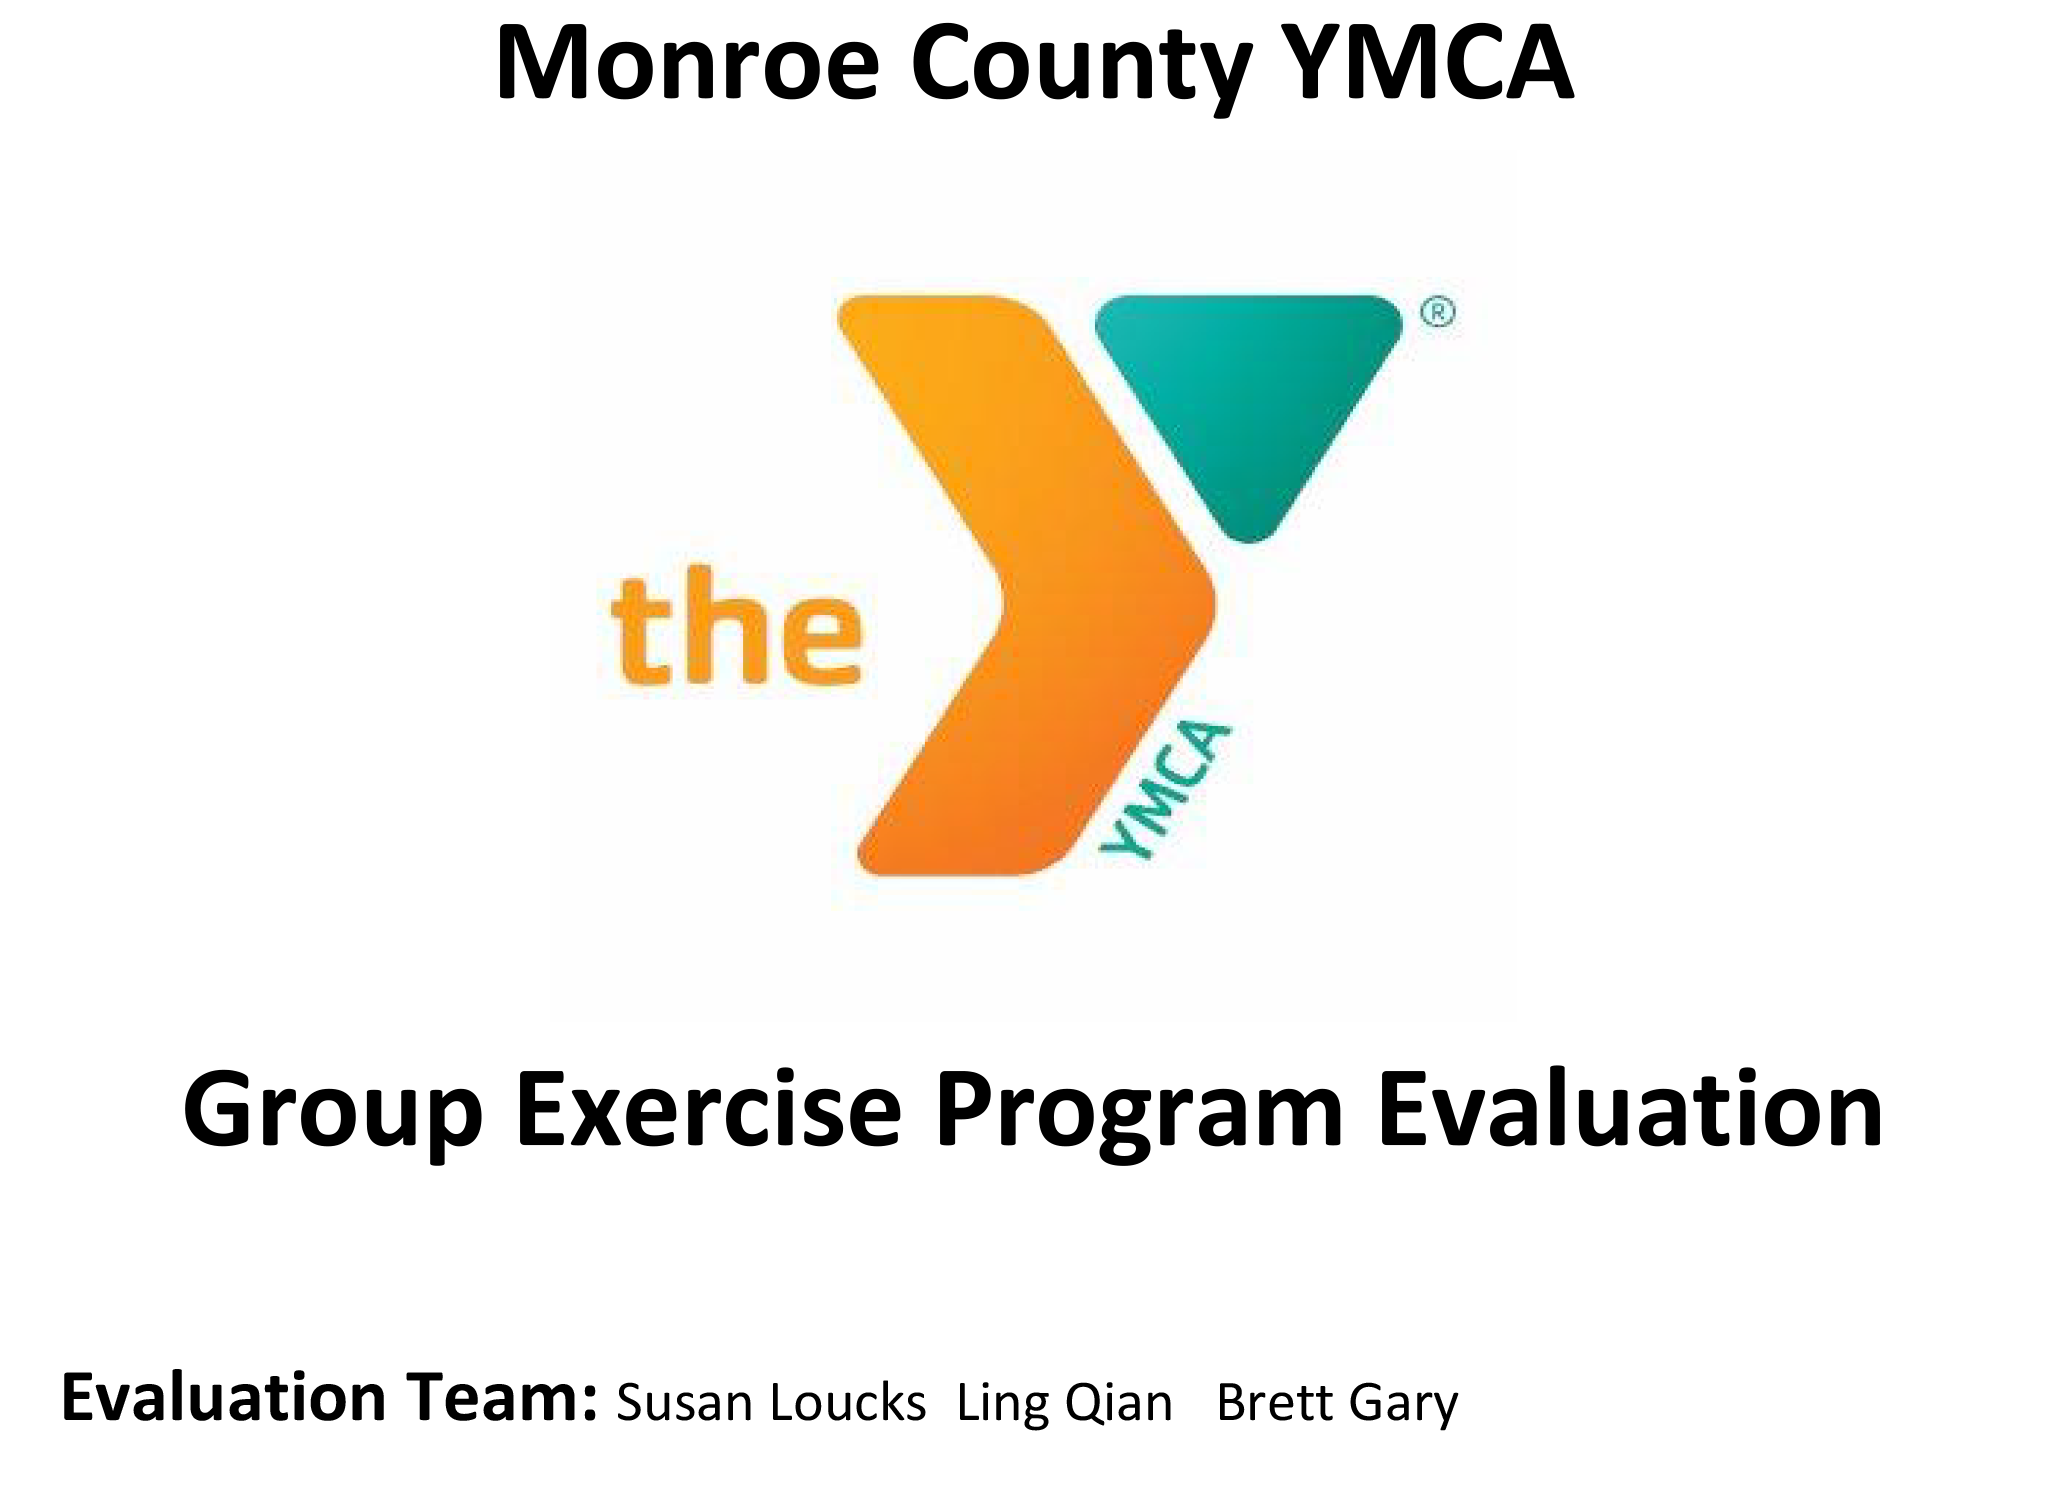 Monroe County YMCA
®
the
YMCA
Group Exercise Program Evaluation
Evaluation Team: Susan Loucks Ling Qian Brett Gary